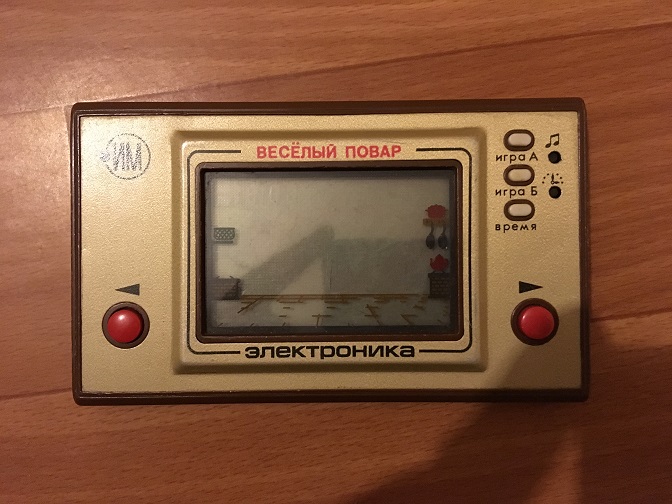 ВЕСЁЛЫЙ ПОВАР
игра А
игра Б
время
электроника